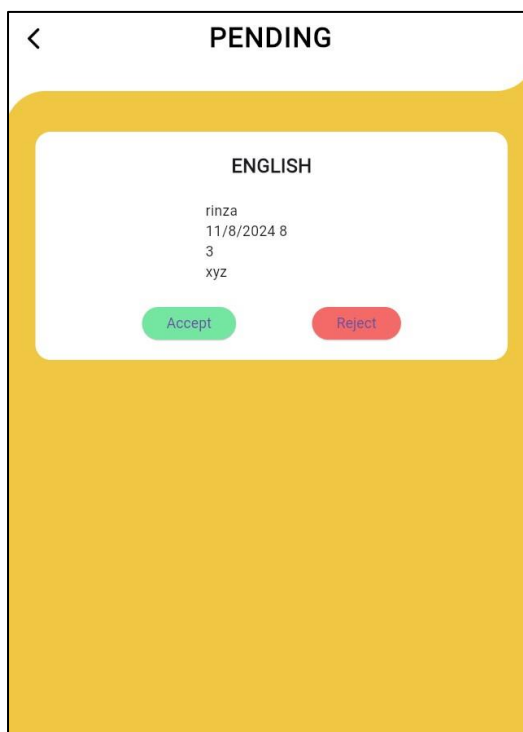 PENDING
ENGLISH
rinza
11/8/2024 8
3
xyz
Accept
Reject